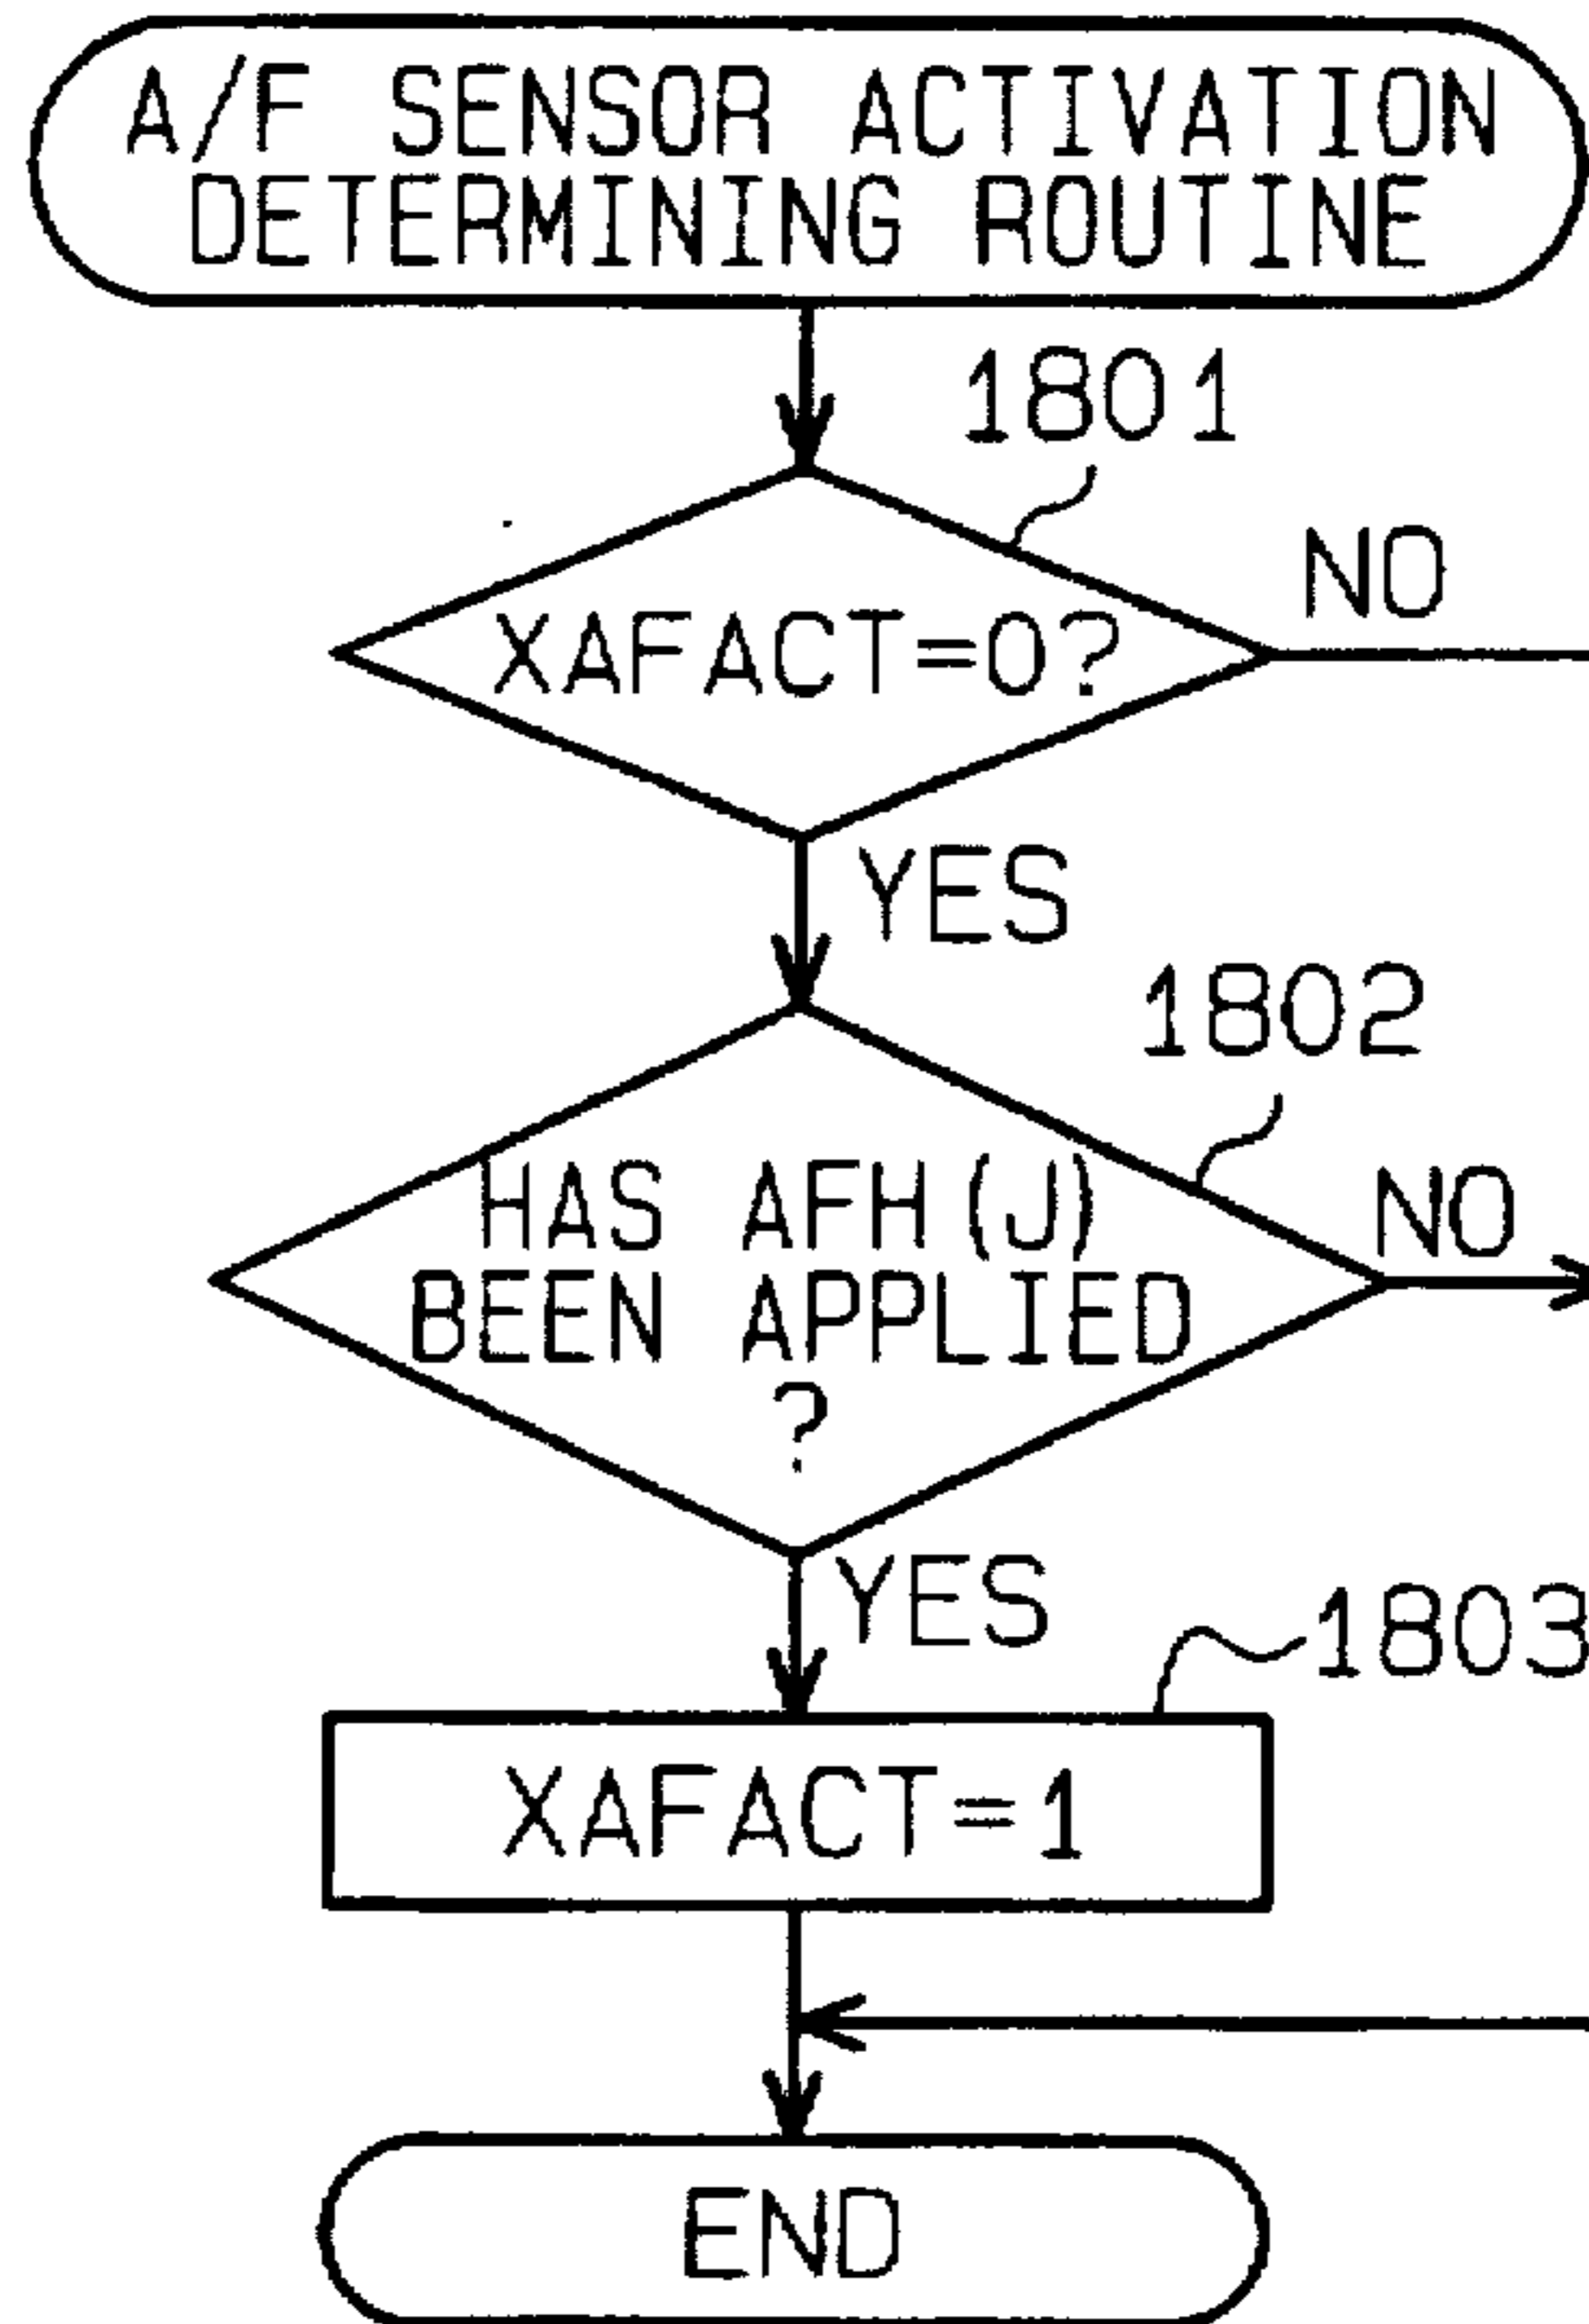 A/F SENSOR ACTIVATION
DETERMINING ROUTINE
1801
NO
XAFACT=0?
YES
1802
NO
HAS AFH(J)
BEEN APPLIED
?
YES
1803
XAFACT=1
END